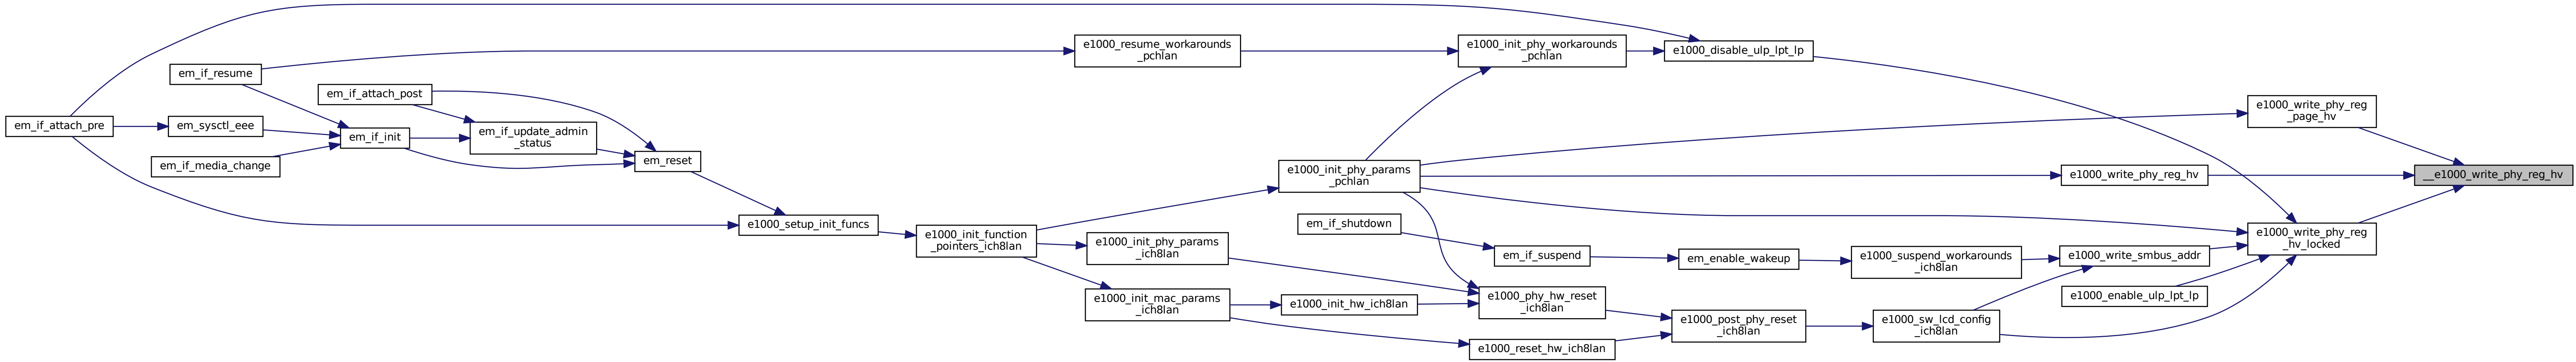 em_if_attach_pre
em_if_resume
em_sysctl_eee
em_if_media_change
em_if_attach_post
em_if_init
em_if_update_admin
_status
em_reset
e1000_setup_init_funcs
e1000_init_function
_pointers_ich8lan
e1000_resume_workarounds
_pchlan
e1000_init_phy_params
_ich8lan
e1000_init_mac_params
_ich8lan
e1000_init_phy_params
_pchlan
em_if_shutdown
e1000_init_hw_ich8lan
e1000_init_phy_workarounds
_pchlan
em_if_suspend
e1000_phy_hw_reset
_ich8lan
e1000_reset_hw_ich8lan
e1000_disable_ulp_lpt_lp
em_enable_wakeup
e1000_post_phy_reset
_ich8lan
e1000_suspend_workarounds
_ich8lan
e1000_sw_lcd_config
_ich8lan
e1000_write_phy_reg_hv
e1000_write_smbus_addr
e1000_enable_ulp_lpt_lp
e1000_write_phy_reg
_page_hv
e1000_write_phy_reg
_hv_locked
__e1000_write_phy_reg_hv